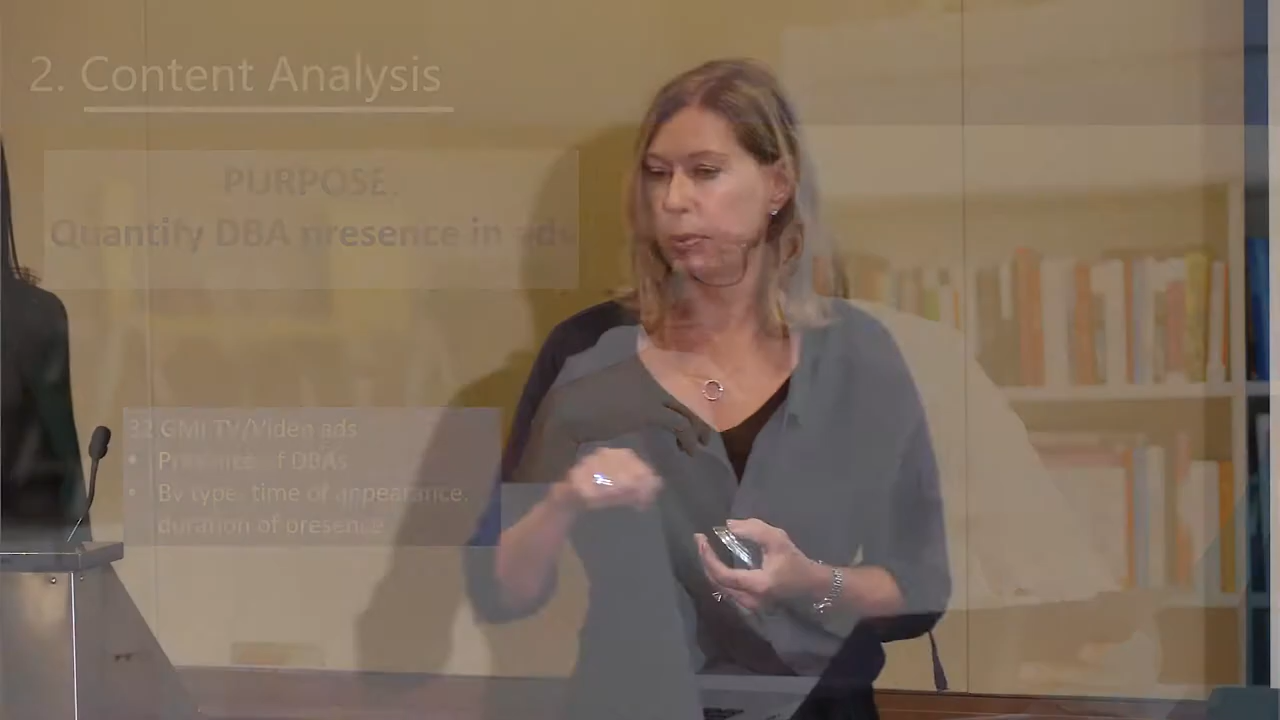 2. Content Analysis
PURPOSE:
Quantify DBA presence in ads
32 GMI TV/Video ads
• Presence of DBAs
• By type, time of appearance,
duration of presence